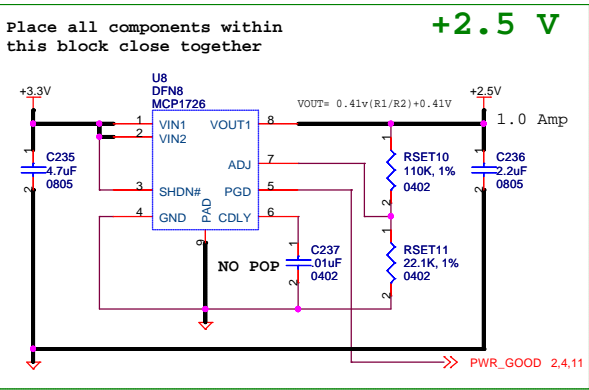 Place all components within
this block close together
+2.5 V
U8
DFN8
MCP1726
+3.3V
VOUT= 0.41v(R1/R2)+0.41V
+2.5V
1.0 Amp
1 VIN1 VOUT1 8
2 VIN2
ADJ 7
3 SHDN# PGD 5
4 GND PAD CDLY 6
9
1
C235
4.7uF
0805
2
1
RSET10
110K, 1%
0402
2
1
C236
2.2uF
0805
2
NO POP
1
C237
.01uF
0402
2
1
RSET11
22.1K, 1%
0402
2
PWR_GOOD 2,4,11